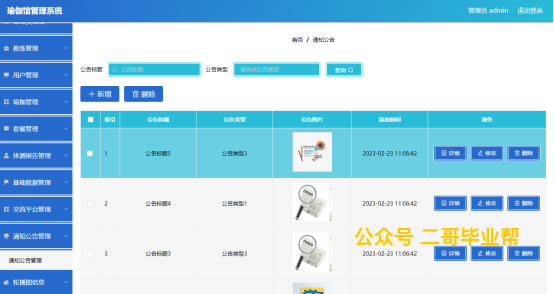 瑜伽馆管理系统
管理员 admin 退出登录
教练管理
用户管理
瑜伽管理
套餐管理
体测报告管理
基础数据管理
交流平台管理
通知公告管理
通知公告管理
轮播图信息
首页 / 通知公告
公告标题 公告标题 公告类型 请选择公告类型 查询
新增 删除
索引 公告标题 公告类型 公告图片 添加时间 操作
1 公告标题5 公告类型3 2023-02-23 11:06:42 详情 修改 删除
2 公告标题4 公告类型1 2023-02-23 11:06:42 详情 修改 删除
3 公告标题3 公告类型3 2023-02-23 11:06:42 详情 修改 删除
公众号 二哥毕业帮